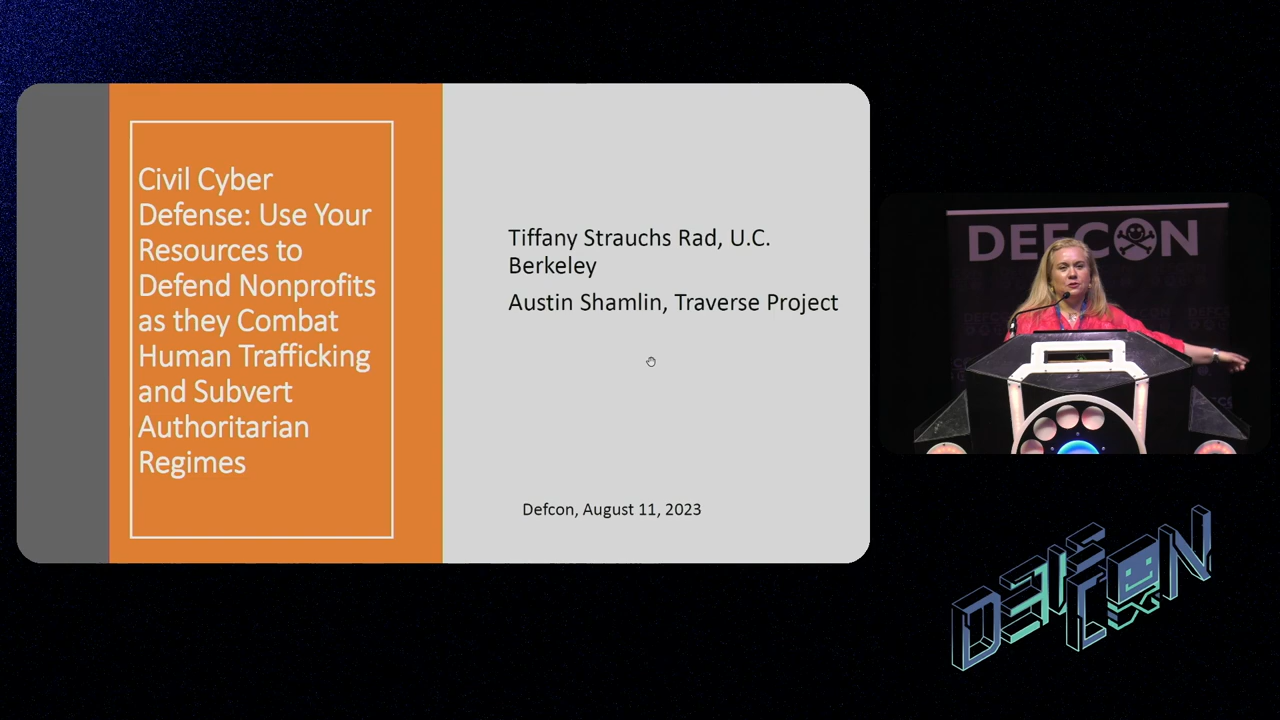 Civil Cyber
Defense: Use Your
Resources to
Defend Nonprofits
as they Combat
Human Trafficking
and Subvert
Authoritarian
Regimes
Tiffany Strauchs Rad, U.C.
Berkeley
Austin Shamlin, Traverse Project
Defcon, August 11, 2023
DEFCON
DEFCON